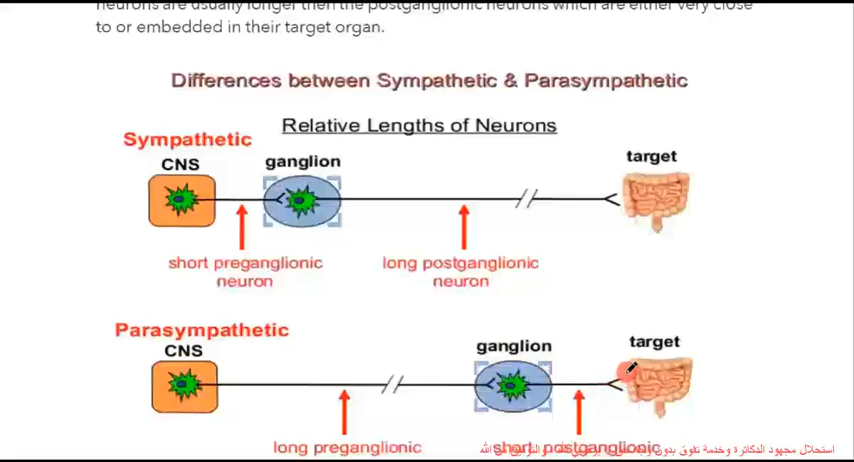 neurons are usually longer then the postganglionic neurons which are either very close
to or embedded in their target organ.
Differences between Sympathetic & Parasympathetic
Relative Lengths of Neurons
Sympathetic
CNS
ganglion
target
short preganglionic
neuron
long postganglionic
neuron
Parasympathetic
CNS
ganglion
target
long preganglionic
short postganglionic
استحلال مجهود الدكاترة وخدمة تفوق بدون